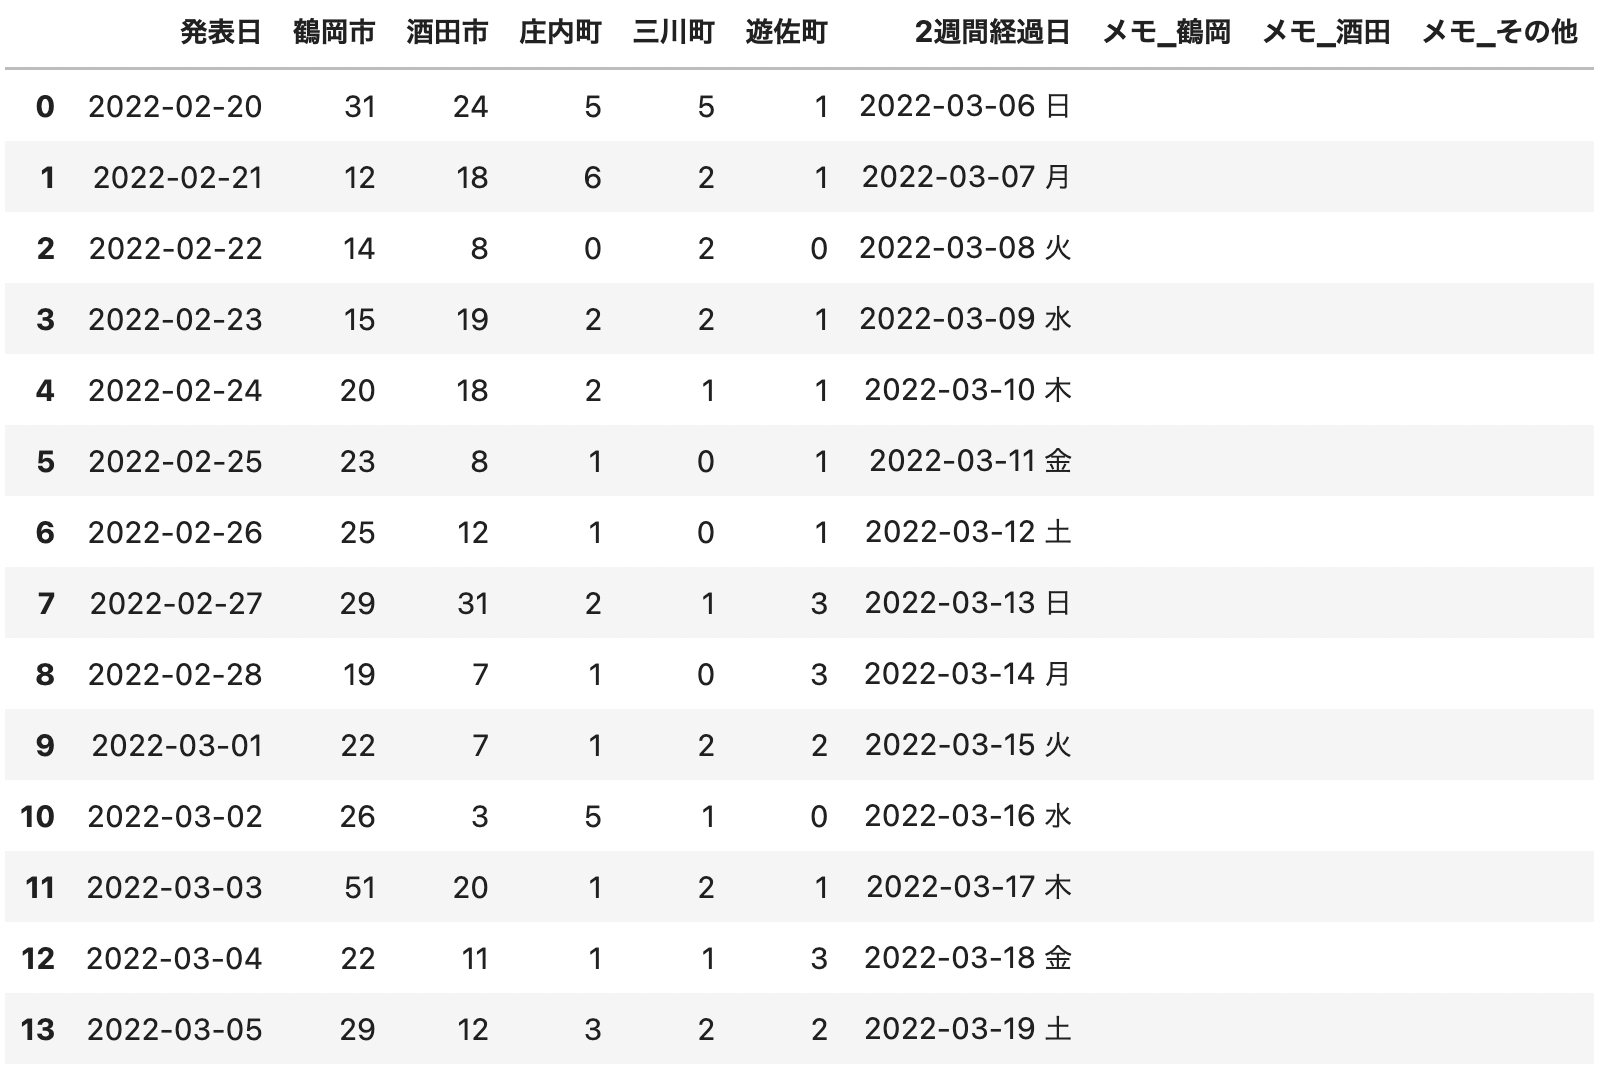 発表日 鶴岡市 酒田市 庄内町 三川町 遊佐町 2週間経過日 メモ_鶴岡 メモ_酒田 メモ_その他
0 2022-02-20 31 24 5 5 1 2022-03-06 日
1 2022-02-21 12 18 6 2 1 2022-03-07 月
2 2022-02-22 14 8 0 2 0 2022-03-08 火
3 2022-02-23 15 19 2 2 1 2022-03-09 水
4 2022-02-24 20 18 2 1 1 2022-03-10 木
5 2022-02-25 23 8 1 0 1 2022-03-11 金
6 2022-02-26 25 12 1 0 1 2022-03-12 土
7 2022-02-27 29 31 2 1 3 2022-03-13 日
8 2022-02-28 19 7 1 0 3 2022-03-14 月
9 2022-03-01 22 7 1 2 2 2022-03-15 火
10 2022-03-02 26 3 5 1 0 2022-03-16 水
11 2022-03-03 51 20 1 2 1 2022-03-17 木
12 2022-03-04 22 11 1 1 3 2022-03-18 金
13 2022-03-05 29 12 3 2 2 2022-03-19 土